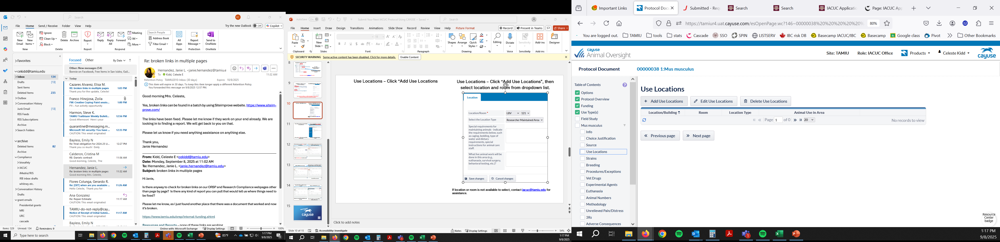 Search
KC
File Home Send / Receive Folder View Help
Try the new Outlook Off Copilot
New Email
New Items
Ignore
Clean Up
Block
Delete
Archive
Report
Reply
Reply All
Forward
Meeting
IM
More
Search People
Address Book
Filter Email
All Apps
Report Message
Send to OneNote
New Delete Report Respond Find Apps Protection OneNote
Favorites
cekidd@tamiu.edu
Inbox 134
Drafts [13]
Sent Items
Deleted Items 235
Outbox
Conversation History
Junk Email [13]
RSS Feeds
RSS Subscriptions
Archive
Search Folders
archive
Deleted Items 82
Archive
Compliance
biosafety
IACUC
iMedris/IRIS
IRB inbox drafts
whitney etc.
Conversation History
Drafts
grant emails
Presidential grants
MRI
URC
cascade
Focused Other By Date
Other: New messages (54)
Bonnie on Facebook, Free Items in San Isidro, Gail...
Today
Cazares Alvarez, Elisa M.
RE: broken links in multiple pages 1:03 PM
Thank you for the update, Celeste!
Franco Hinojosa, Zoila
FW: Creative Coping Paint sessio... 1:00 PM
FYI – fun activity opportunity
Harmon, Steve K.
TAMIU Trailblazer Weekly Bulleti... 12:56 PM
Good Afternoon! Here's your
quarantine@messaging.m...
Microsoft 365 security: You have ... 12:35 PM
CAUTION: This email originated
Bayless, Emily N
Re: final obligation for 2024-25 U... 12:27 PM
Thank you so much! Emily
Calderon, Cristina M
RE: Daniels contract 11:56 AM
Good morning, Celeste, The
Hernandez, Janie L.
Re: broken links in multiple pages 11:32 AM
Good morning Mrs. Celeste,
Flores Colunga, Gerardo R.
Re: [EXT] when are you available ... 11:26 AM
Hello Celeste, Thank you for
Ana Gonzalez
Re: Repair Estimate 11:17 AM
CAUTION: This email originated
TAMIU-do-not-reply@cay...
Notice of Receipt of Initial Submi... 11:17 AM
CAUTION: This email originated
Bayless, Emily N
Re: broken links in multiple pages
Hernandez, Janie L. <janie.hernandez@tamiu.e
To Kidd, Celeste E
11:32 AM
Retention Policy TAMIU2010-Inbox (30 days) Expires 10/8/2025
This item will expire in 30 days. To keep this item longer apply a different Retention Policy.
You forwarded this message on 9/8/2025 12:57 PM.
Good morning Mrs. Celeste,
Yes, broken links can be found in a batch by using Siteimprove website. https://www.siteim-
prove.com/
The links have been fixed. Please let me know if they work on your end already. We are
looking in to finding a report. We will get back to you on that.
Please let us know if you need anything assistance on anything else.
Thank you,
Janie Hernandez
From: Kidd, Celeste E <cekidd@tamiu.edu>
Date: Monday, September 8, 2025 at 11:02 AM
To: Hernandez, Janie L. <janie.hernandez@tamiu.edu>
Subject: broken links in multiple pages
Hi Janie,
Is there anyway to check for broken links on our ORSP and Research Compliance webpages other
than page by page? Is there any kind of report you can pull that would tell us where things need to
be fixed?
Please let me know, as I just found another place that there was a document that worked and now
it's broken.
https://www.tamiu.edu/orsp/internal-funding.shtml
Resources and Reports – none of these links are working
Items: 329 Unread: 134 Reminders: 9
Online with: Microsoft Exchange Display Settings 100%
Type here to search
85°F
1:17 PM
9/8/2025
AutoSave Off Submit Your Next IACUC Protocol Using CAYUSE • Saved Search
File Home Insert Draw Design Transitions Animations Slide Show Record Review View Help Picture Format
Record Present in Teams Share
Paste
New Slide
Shapes
Arrange
Quick Styles
Editing
Dictate
Sensitivity
Add-ins
Designer
Clipboard Slides Font Paragraph Drawing Voice Sensitivity Add-ins
SECURITY WARNING Some active content has been disabled. Click for more details. Enable Content
8
9
10
11
12
13
14
15
cayuse
Use Locations – Click “Add Use Locations
Use Locations – Click “Add Use Locations”, then
select location and room from dropdown list.
Location
Location/Room * LBV 121
Select the Location Type Researcher Maintained Area
Special requirements for
maintaining animals - indicate
the requirements below, such
as caging, bedding, type of
water and dietary
requirements, special
instructions for animal care
staff.
What live animal work will be
done in this area (e.g.,
euthanasia, survival surgery,
behavioral testing, etc.)?
Save changes Cancel changes
If location or room is not available to select, contact iacuc@tamiu.edu for
assistance.
Click to add notes
Slide 10 of 15 Accessibility: Investigate
Notes Display Settings 54%
1:17 PM
9/8/2025
Important Links
Protocol Docu
Submitted - Req
Search
Search
IACUC Applicatio
Page: IACUC App
https://tamiur4.uat.cayuse.com/esOpenPage.wc?146~00000038%20%20%20%20%20%
80%
You are logged out. TAMIU tools stats Cascade SSO SPIN LISTSERV IBC risk DB Basecamp IACUC/IBC Basecamp Google class Pivot Other Bookmarks
cayuse
Animal Oversight
Site: TAMIU Role: IACUC Office Products Celeste Kidd
cayuse
Protocol Document 00000038 1:Mus musculus
Table of Contents
Options
Protocol Overview
Funding
Use Type(s)
Field Study
Mus musculus
Info
Choice Justification
Source
Use Locations
Strains
Breeding
Procedures/Exceptions
Vet Drugs
Experimental Agents
Euthanasia
Animal Numbers
Methodology
Unrelieved Pain/Distress
3Rs
Adverse Consequences
Use Locations
Add Use Locations Edit Use Locations Delete Use Locations
Location/Building Room Location Type Animal Use in Area
Page 1 of 0 20 No records to view
Previous page Next page
Resource
Center
badge
1:17 PM
9/8/2025